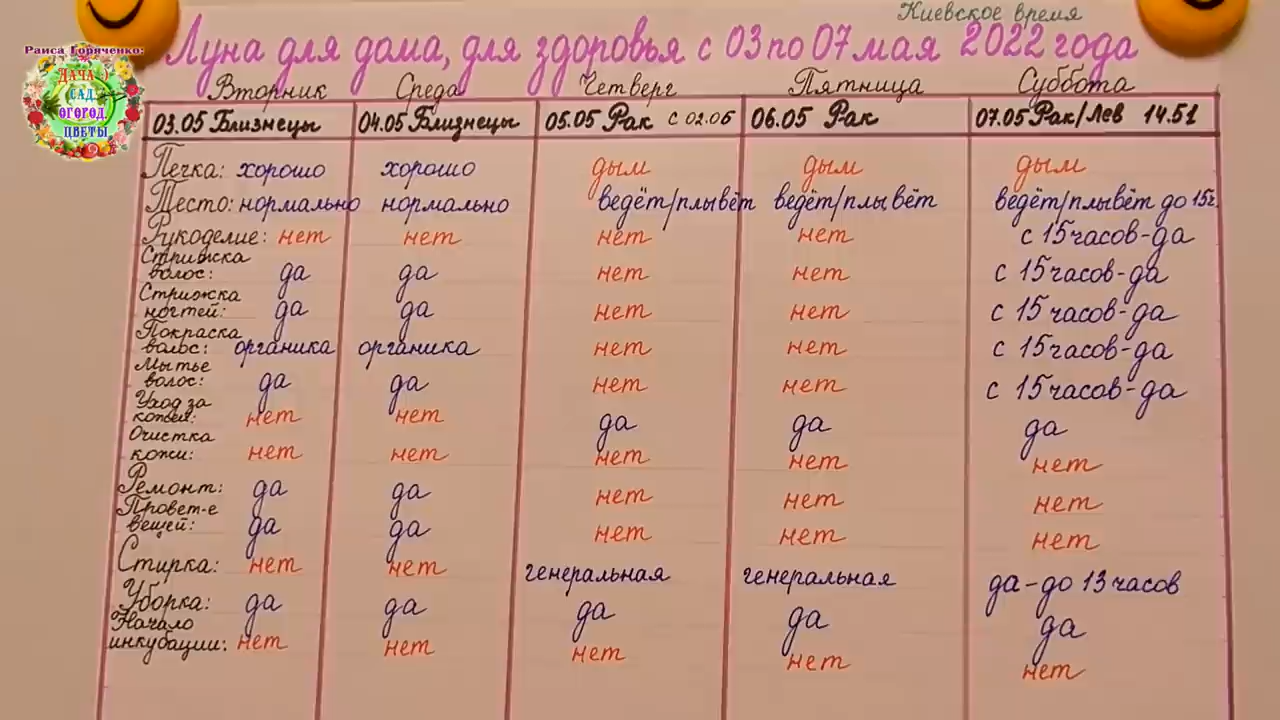 Киевское время
Раиса Горяченко:
Дача :)
сад,
огород,
цветы
Луна для дома, для здоровья с 03 по 07 мая 2022 года
Вторник Среда Четверг Пятница Суббота
03.05 Близнецы 04.05 Близнецы 05.05 Рак с 02.06 06.05 Рак 07.05 Рак/Лев 14.51
Печка: хорошо хорошо дым дым дым
Тесто: нормально нормально ведёт/плывёт ведёт/плывёт ведёт/плывёт до 15ч.
Рукоделие: нет нет нет нет с 15 часов-да
Стрижка
волос: да да нет нет с 15 часов-да
Стрижка
ногтей: да да нет нет с 15 часов-да
Покраска
волос: органика органика нет нет с 15 часов-да
Мытье
волос: да да нет нет с 15 часов-да
Уход за
кожей: нет нет да да да
Очистка
кожи: нет нет нет нет нет
Ремонт: да да нет нет нет
Провет-е
вещей: да да нет нет нет
Стирка: нет нет генеральная генеральная да-до 13 часов
Уборка: да да да да да
Начало
инкубации: нет нет нет нет нет